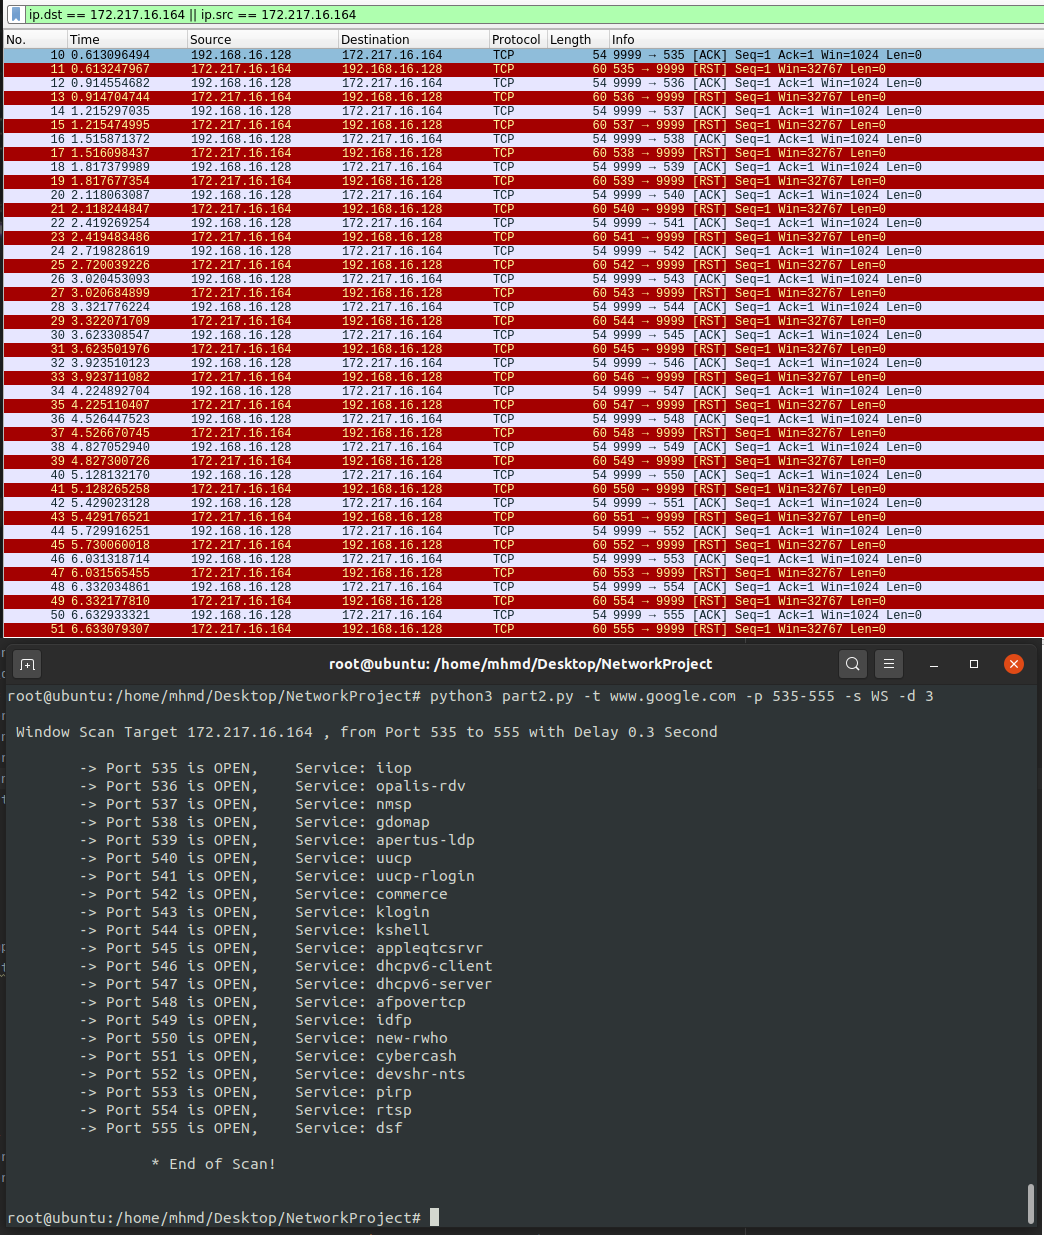 ip.dst == 172.217.16.164 || ip.src == 172.217.16.164
No. Time Source Destination Protocol Length Info
10 0.613096494 192.168.16.128 172.217.16.164 TCP 54 9999 → 535 [ACK] Seq=1 Ack=1 Win=1024 Len=0
11 0.613247967 172.217.16.164 192.168.16.128 TCP 60 535 → 9999 [RST] Seq=1 Win=32767 Len=0
12 0.914554682 192.168.16.128 172.217.16.164 TCP 54 9999 → 536 [ACK] Seq=1 Ack=1 Win=1024 Len=0
13 0.914704744 172.217.16.164 192.168.16.128 TCP 60 536 → 9999 [RST] Seq=1 Win=32767 Len=0
14 1.215297035 192.168.16.128 172.217.16.164 TCP 54 9999 → 537 [ACK] Seq=1 Ack=1 Win=1024 Len=0
15 1.215474995 172.217.16.164 192.168.16.128 TCP 60 537 → 9999 [RST] Seq=1 Win=32767 Len=0
16 1.515871372 192.168.16.128 172.217.16.164 TCP 54 9999 → 538 [ACK] Seq=1 Ack=1 Win=1024 Len=0
17 1.516098437 172.217.16.164 192.168.16.128 TCP 60 538 → 9999 [RST] Seq=1 Win=32767 Len=0
18 1.817379989 192.168.16.128 172.217.16.164 TCP 54 9999 → 539 [ACK] Seq=1 Ack=1 Win=1024 Len=0
19 1.817677354 172.217.16.164 192.168.16.128 TCP 60 539 → 9999 [RST] Seq=1 Win=32767 Len=0
20 2.118063087 192.168.16.128 172.217.16.164 TCP 54 9999 → 540 [ACK] Seq=1 Ack=1 Win=1024 Len=0
21 2.118244847 172.217.16.164 192.168.16.128 TCP 60 540 → 9999 [RST] Seq=1 Win=32767 Len=0
22 2.419269254 192.168.16.128 172.217.16.164 TCP 54 9999 → 541 [ACK] Seq=1 Ack=1 Win=1024 Len=0
23 2.419483486 172.217.16.164 192.168.16.128 TCP 60 541 → 9999 [RST] Seq=1 Win=32767 Len=0
24 2.719828619 192.168.16.128 172.217.16.164 TCP 54 9999 → 542 [ACK] Seq=1 Ack=1 Win=1024 Len=0
25 2.720039226 172.217.16.164 192.168.16.128 TCP 60 542 → 9999 [RST] Seq=1 Win=32767 Len=0
26 3.020453093 192.168.16.128 172.217.16.164 TCP 54 9999 → 543 [ACK] Seq=1 Ack=1 Win=1024 Len=0
27 3.020684899 172.217.16.164 192.168.16.128 TCP 60 543 → 9999 [RST] Seq=1 Win=32767 Len=0
28 3.321776224 192.168.16.128 172.217.16.164 TCP 54 9999 → 544 [ACK] Seq=1 Ack=1 Win=1024 Len=0
29 3.322071709 172.217.16.164 192.168.16.128 TCP 60 544 → 9999 [RST] Seq=1 Win=32767 Len=0
30 3.623308547 192.168.16.128 172.217.16.164 TCP 54 9999 → 545 [ACK] Seq=1 Ack=1 Win=1024 Len=0
31 3.623501976 172.217.16.164 192.168.16.128 TCP 60 545 → 9999 [RST] Seq=1 Win=32767 Len=0
32 3.923510123 192.168.16.128 172.217.16.164 TCP 54 9999 → 546 [ACK] Seq=1 Ack=1 Win=1024 Len=0
33 3.923711082 172.217.16.164 192.168.16.128 TCP 60 546 → 9999 [RST] Seq=1 Win=32767 Len=0
34 4.224892704 192.168.16.128 172.217.16.164 TCP 54 9999 → 547 [ACK] Seq=1 Ack=1 Win=1024 Len=0
35 4.225110407 172.217.16.164 192.168.16.128 TCP 60 547 → 9999 [RST] Seq=1 Win=32767 Len=0
36 4.526447523 192.168.16.128 172.217.16.164 TCP 54 9999 → 548 [ACK] Seq=1 Ack=1 Win=1024 Len=0
37 4.526670745 172.217.16.164 192.168.16.128 TCP 60 548 → 9999 [RST] Seq=1 Win=32767 Len=0
38 4.827052940 192.168.16.128 172.217.16.164 TCP 54 9999 → 549 [ACK] Seq=1 Ack=1 Win=1024 Len=0
39 4.827300726 172.217.16.164 192.168.16.128 TCP 60 549 → 9999 [RST] Seq=1 Win=32767 Len=0
40 5.128132170 192.168.16.128 172.217.16.164 TCP 54 9999 → 550 [ACK] Seq=1 Ack=1 Win=1024 Len=0
41 5.128265258 172.217.16.164 192.168.16.128 TCP 60 550 → 9999 [RST] Seq=1 Win=32767 Len=0
42 5.429023128 192.168.16.128 172.217.16.164 TCP 54 9999 → 551 [ACK] Seq=1 Ack=1 Win=1024 Len=0
43 5.429176521 172.217.16.164 192.168.16.128 TCP 60 551 → 9999 [RST] Seq=1 Win=32767 Len=0
44 5.729916251 192.168.16.128 172.217.16.164 TCP 54 9999 → 552 [ACK] Seq=1 Ack=1 Win=1024 Len=0
45 5.730060018 172.217.16.164 192.168.16.128 TCP 60 552 → 9999 [RST] Seq=1 Win=32767 Len=0
46 6.031318714 192.168.16.128 172.217.16.164 TCP 54 9999 → 553 [ACK] Seq=1 Ack=1 Win=1024 Len=0
47 6.031565455 172.217.16.164 192.168.16.128 TCP 60 553 → 9999 [RST] Seq=1 Win=32767 Len=0
48 6.332034861 192.168.16.128 172.217.16.164 TCP 54 9999 → 554 [ACK] Seq=1 Ack=1 Win=1024 Len=0
49 6.332177810 172.217.16.164 192.168.16.128 TCP 60 554 → 9999 [RST] Seq=1 Win=32767 Len=0
50 6.632933321 192.168.16.128 172.217.16.164 TCP 54 9999 → 555 [ACK] Seq=1 Ack=1 Win=1024 Len=0
51 6.633079307 172.217.16.164 192.168.16.128 TCP 60 555 → 9999 [RST] Seq=1 Win=32767 Len=0
root@ubuntu: /home/mhmd/Desktop/NetworkProject
root@ubuntu:/home/mhmd/Desktop/NetworkProject# python3 part2.py -t www.google.com -p 535-555 -s WS -d 3
Window Scan Target 172.217.16.164 , from Port 535 to 555 with Delay 0.3 Second
-> Port 535 is OPEN, Service: iiop
-> Port 536 is OPEN, Service: opalis-rdv
-> Port 537 is OPEN, Service: nmsp
-> Port 538 is OPEN, Service: gdomap
-> Port 539 is OPEN, Service: apertus-ldp
-> Port 540 is OPEN, Service: uucp
-> Port 541 is OPEN, Service: uucp-rlogin
-> Port 542 is OPEN, Service: commerce
-> Port 543 is OPEN, Service: klogin
-> Port 544 is OPEN, Service: kshell
-> Port 545 is OPEN, Service: appleqtcsrvr
-> Port 546 is OPEN, Service: dhcpv6-client
-> Port 547 is OPEN, Service: dhcpv6-server
-> Port 548 is OPEN, Service: afpovertcp
-> Port 549 is OPEN, Service: idfp
-> Port 550 is OPEN, Service: new-rwho
-> Port 551 is OPEN, Service: cybercash
-> Port 552 is OPEN, Service: devshr-nts
-> Port 553 is OPEN, Service: pirp
-> Port 554 is OPEN, Service: rtsp
-> Port 555 is OPEN, Service: dsf
* End of Scan!
root@ubuntu:/home/mhmd/Desktop/NetworkProject#